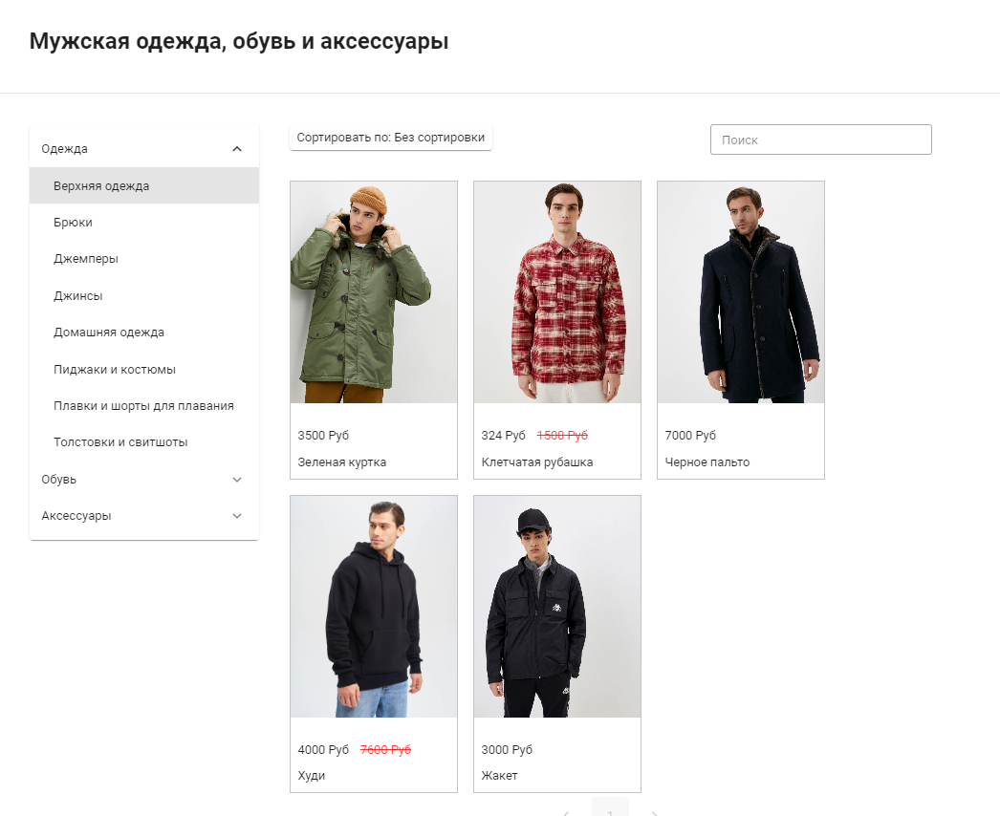 Мужская одежда, обувь и аксессуары
Одежда
Верхняя одежда
Брюки
Джемперы
Джинсы
Домашняя одежда
Пиджаки и костюмы
Плавки и шорты для плавания
Толстовки и свитшоты
Обувь
Аксессуары
Сортировать по: Без сортировки
Поиск
3500 Руб
Зеленая куртка
324 Руб 1500 Руб
Клетчатая рубашка
7000 Руб
Черное пальто
4000 Руб 7600 Руб
Худи
3000 Руб
Жакет
1